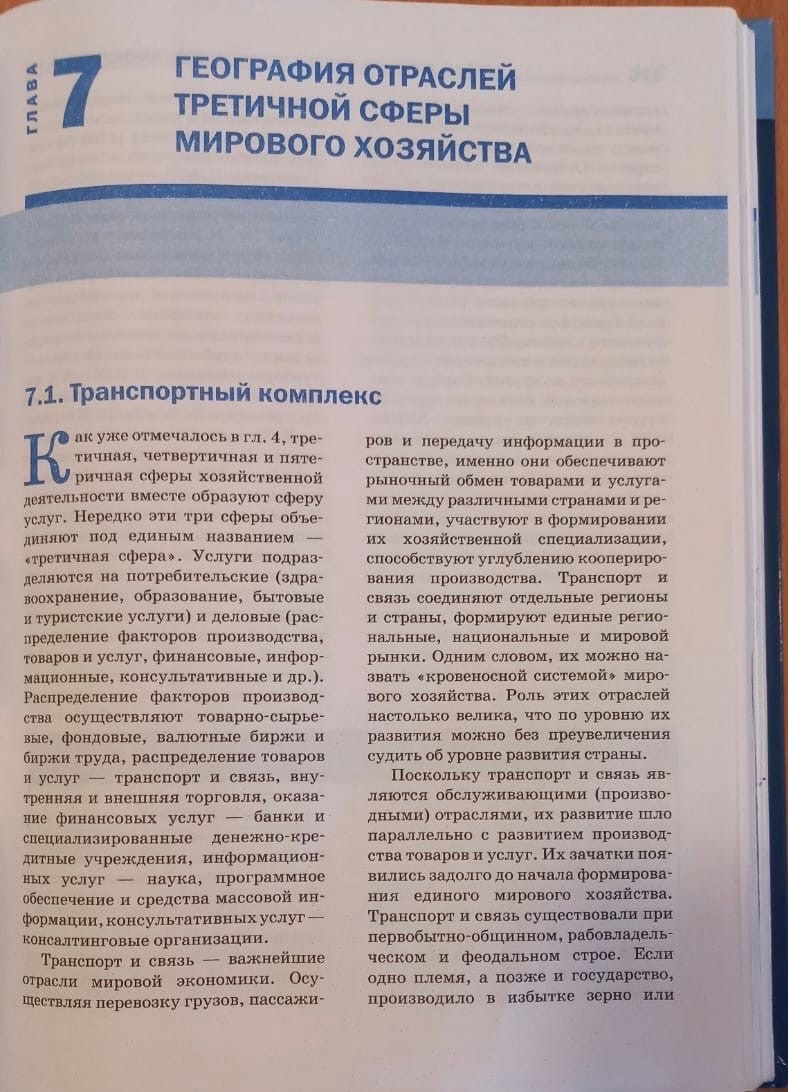 ГЛАВА
7
ГЕОГРАФИЯ ОТРАСЛЕЙ
ТРЕТИЧНОЙ СФЕРЫ
МИРОВОГО ХОЗЯЙСТВА
7.1. Транспортный комплекс
Как уже отмечалось в гл. 4, тре-
тичная, четвертичная и пяте-
ричная сферы хозяйственной
деятельности вместе образуют сферу
услуг. Нередко эти три сферы объе-
диняют под единым названием —
«третичная сфера». Услуги подраз-
деляются на потребительские (здра-
воохранение, образование, бытовые
и туристские услуги) и деловые (рас-
пределение факторов производства,
товаров и услуг, финансовые, инфор-
мационные, консультативные и др.).
Распределение факторов производ-
ства осуществляют товарно-сырье-
вые, фондовые, валютные биржи и
биржи труда, распределение товаров
и услуг — транспорт и связь, вну-
тренняя и внешняя торговля, оказа-
ние финансовых услуг — банки и
специализированные денежно-кре-
дитные учреждения, информацион-
ных услуг — наука, программное
обеспечение и средства массовой ин-
формации, консультативных услуг —
консалтинговые организации.
Транспорт и связь — важнейшие
отрасли мировой экономики. Осу-
ществляя перевозку грузов, пассажи-
ров и передачу информации в про-
странстве, именно они обеспечивают
рыночный обмен товарами и услуга-
ми между различными странами и ре-
гионами, участвуют в формировании
их хозяйственной специализации,
способствуют углублению коопериро-
вания производства. Транспорт и
связь соединяют отдельные регионы
и страны, формируют единые регио-
нальные, национальные и мировой
рынки. Одним словом, их можно на-
звать «кровеносной системой» миро-
вого хозяйства. Роль этих отраслей
настолько велика, что по уровню их
развития можно без преувеличения
судить об уровне развития страны.
Поскольку транспорт и связь яв-
ляются обслуживающими (произво-
дными) отраслями, их развитие шло
параллельно с развитием производ-
ства товаров и услуг. Их зачатки поя-
вились задолго до начала формирова-
ния единого мирового хозяйства.
Транспорт и связь существовали при
первобытно-общинном, рабовладель-
ческом и феодальном строе. Если
одно племя, а позже и государство,
производило в избытке зерно или